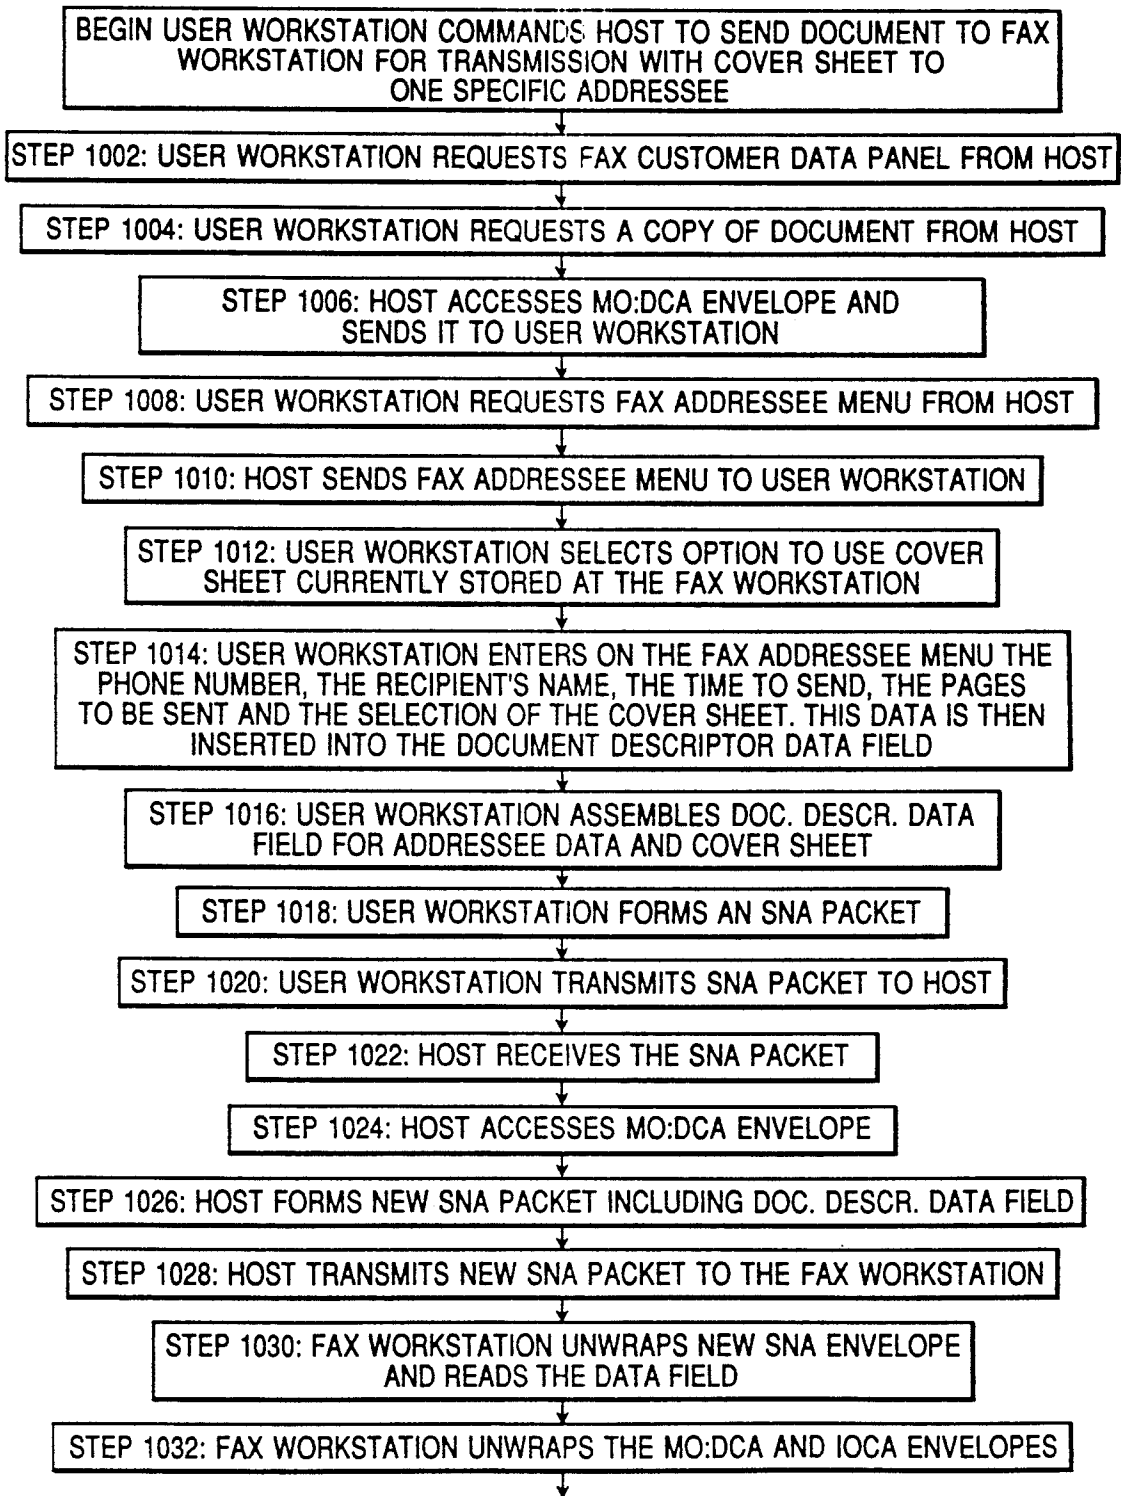 BEGIN USER WORKSTATION COMMANDS HOST TO SEND DOCUMENT TO FAX
WORKSTATION FOR TRANSMISSION WITH COVER SHEET TO
ONE SPECIFIC ADDRESSEE
STEP 1002: USER WORKSTATION REQUESTS FAX CUSTOMER DATA PANEL FROM HOST
STEP 1004: USER WORKSTATION REQUESTS A COPY OF DOCUMENT FROM HOST
STEP 1006: HOST ACCESSES MO:DCA ENVELOPE AND
SENDS IT TO USER WORKSTATION
STEP 1008: USER WORKSTATION REQUESTS FAX ADDRESSEE MENU FROM HOST
STEP 1010: HOST SENDS FAX ADDRESSEE MENU TO USER WORKSTATION
STEP 1012: USER WORKSTATION SELECTS OPTION TO USE COVER
SHEET CURRENTLY STORED AT THE FAX WORKSTATION
STEP 1014: USER WORKSTATION ENTERS ON THE FAX ADDRESSEE MENU THE
PHONE NUMBER, THE RECIPIENT'S NAME, THE TIME TO SEND, THE PAGES
TO BE SENT AND THE SELECTION OF THE COVER SHEET. THIS DATA IS THEN
INSERTED INTO THE DOCUMENT DESCRIPTOR DATA FIELD
STEP 1016: USER WORKSTATION ASSEMBLES DOC. DESCR. DATA
FIELD FOR ADDRESSEE DATA AND COVER SHEET
STEP 1018: USER WORKSTATION FORMS AN SNA PACKET
STEP 1020: USER WORKSTATION TRANSMITS SNA PACKET TO HOST
STEP 1022: HOST RECEIVES THE SNA PACKET
STEP 1024: HOST ACCESSES MO:DCA ENVELOPE
STEP 1026: HOST FORMS NEW SNA PACKET INCLUDING DOC. DESCR. DATA FIELD
STEP 1028: HOST TRANSMITS NEW SNA PACKET TO THE FAX WORKSTATION
STEP 1030: FAX WORKSTATION UNWRAPS NEW SNA ENVELOPE
AND READS THE DATA FIELD
STEP 1032: FAX WORKSTATION UNWRAPS THE MO:DCA AND IOCA ENVELOPES